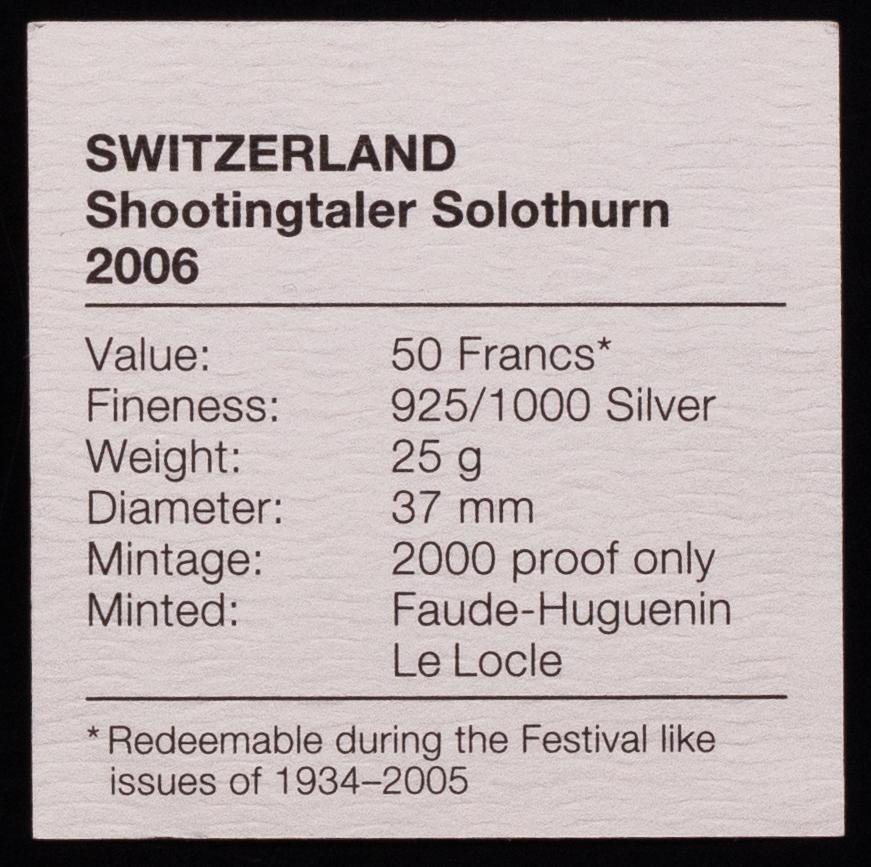 SWITZERLAND
Shootingtaler Solothurn
2006
Value: 50 Francs*
Fineness: 925/1000 Silver
Weight: 25 g
Diameter: 37 mm
Mintage: 2000 proof only
Minted: Faude-Huguenin
Le Locle
* Redeemable during the Festival like
issues of 1934–2005